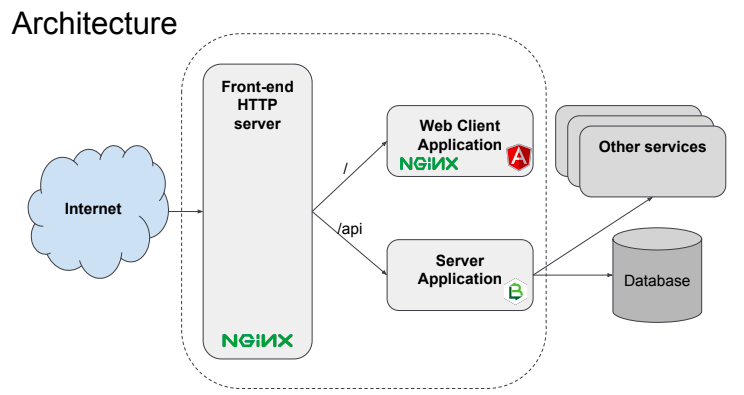 Architecture
Front-end
HTTP
server
Internet
/
/api
NGINX
Web Client
Application
NGINX
A
Server
Application
B
Other services
Database